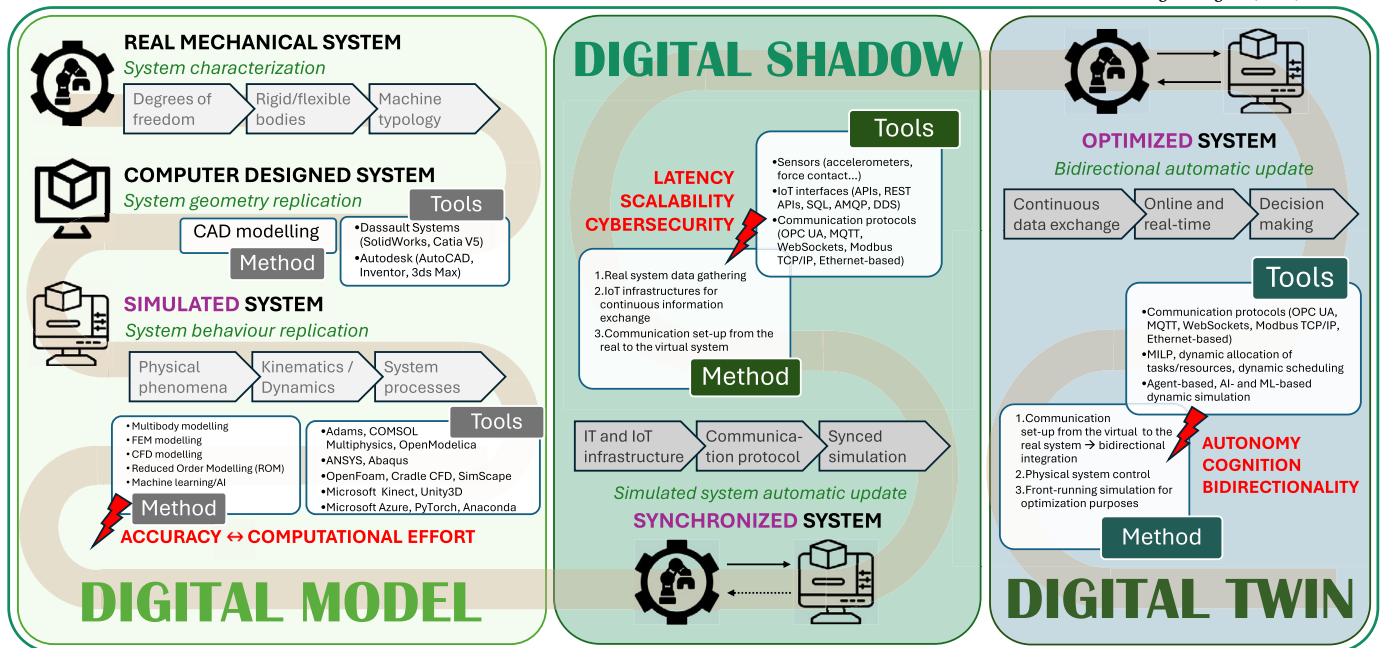 REAL MECHANICAL SYSTEM
System characterization
Degrees of
freedom
Rigid/flexible
bodies
Machine
typology
COMPUTER DESIGNED SYSTEM
System geometry replication
CAD modelling
Method
Tools
•Dassault Systems
(SolidWorks, Catia V5)
•Autodesk (AutoCAD,
Inventor, 3ds Max)
SIMULATED SYSTEM
System behaviour replication
Physical
phenomena
Kinematics /
Dynamics
System
processes
• Multibody modelling
• FEM modelling
• CFD modelling
• Reduced Order Modelling (ROM)
• Machine learning/AI
Method
Tools
•Adams, COMSOL
Multiphysics, OpenModelica
•ANSYS, Abaqus
•OpenFoam, Cradle CFD, SimScape
•Microsoft Kinect, Unity3D
•Microsoft Azure, PyTorch, Anaconda
ACCURACY ↔ COMPUTATIONAL EFFORT
DIGITAL MODEL
DIGITAL SHADOW
Tools
•Sensors (accelerometers,
force contact...)
•IoT interfaces (APIs, REST
APIs, SQL, AMQP, DDS)
•Communication protocols
(OPC UA, MQTT,
WebSockets, Modbus
TCP/IP, Ethernet-based)
LATENCY
SCALABILITY
CYBERSECURITY
1.Real system data gathering
2.IoT infrastructures for
continuous information
exchange
3.Communication set-up from the
real to the virtual system
Method
IT and IoT
infrastructure
Communica-
tion protocol
Synced
simulation
Simulated system automatic update
SYNCHRONIZED SYSTEM
OPTIMIZED SYSTEM
Bidirectional automatic update
Continuous
data exchange
Online and
real-time
Decision
making
Tools
•Communication protocols (OPC UA,
MQTT, WebSockets, Modbus TCP/IP,
Ethernet-based)
•MILP, dynamic allocation of
tasks/resources, dynamic scheduling
•Agent-based, AI- and ML-based
dynamic simulation
1.Communication
set-up from the virtual to the
real system → bidirectional
integration
2.Physical system control
3.Front-running simulation for
optimization purposes
Method
AUTONOMY
COGNITION
BIDIRECTIONALITY
DIGITAL TWIN